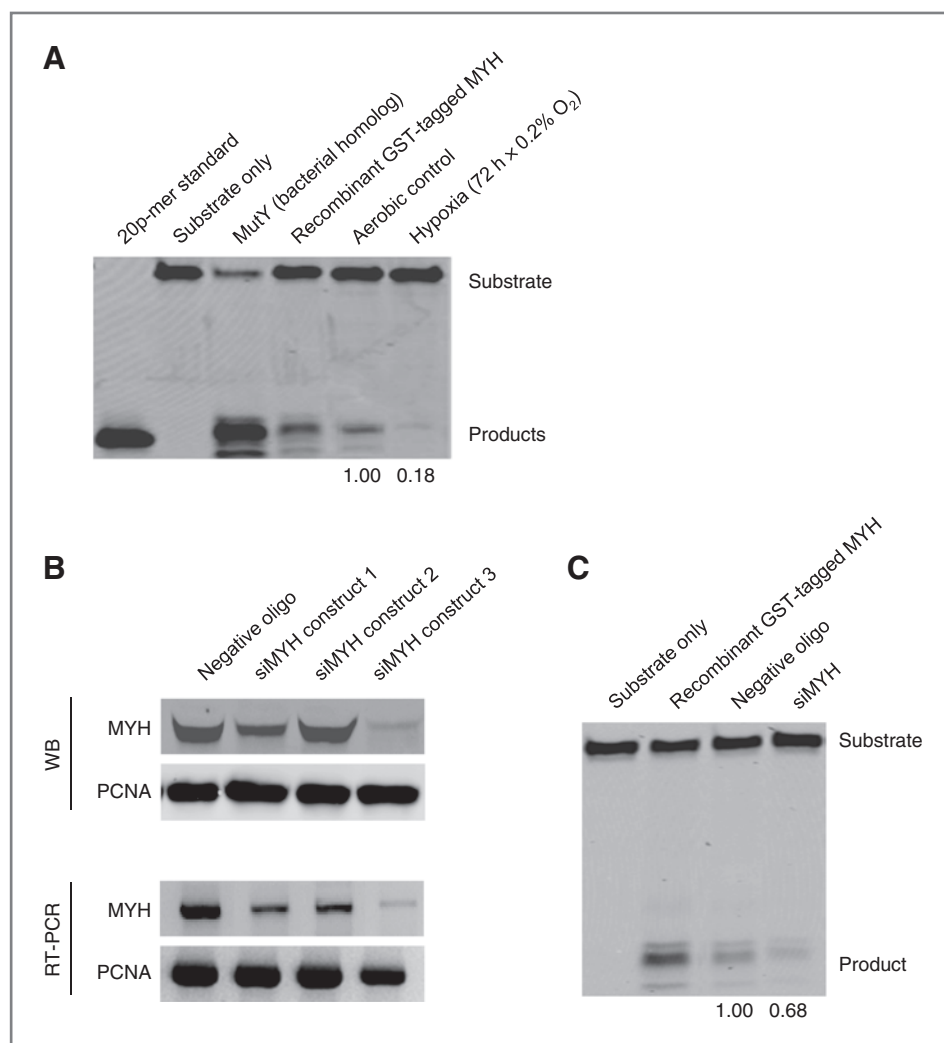 A
20p-mer standard
Substrate only
MutY (bacterial homolog)
Recombinant GST-tagged MYH
Aerobic control
Hypoxia (72 h × 0.2% O₂)
Substrate
Products
1.00 0.18
B
Negative oligo
siMYH construct 1
siMYH construct 2
siMYH construct 3
WB
MYH
PCNA
RT-PCR
MYH
PCNA
C
Substrate only
Recombinant GST-tagged MYH
Negative oligo
siMYH
Substrate
Product
1.00 0.68